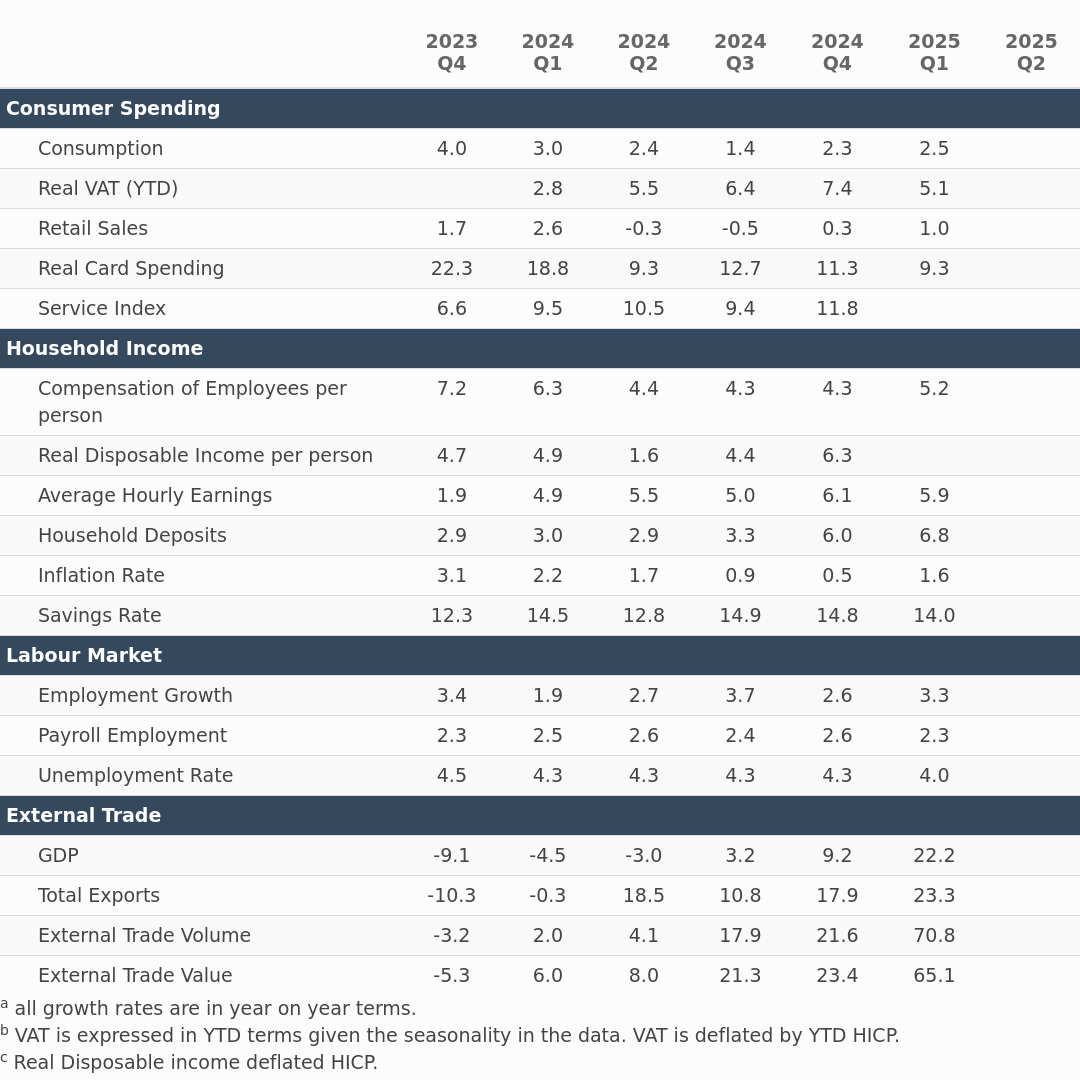 2023 2024 2024 2024 2024 2025 2025
Q4 Q1 Q2 Q3 Q4 Q1 Q2
Consumer Spending
Consumption 4.0 3.0 2.4 1.4 2.3 2.5
Real VAT (YTD) 2.8 5.5 6.4 7.4 5.1
Retail Sales 1.7 2.6 -0.3 -0.5 0.3 1.0
Real Card Spending 22.3 18.8 9.3 12.7 11.3 9.3
Service Index 6.6 9.5 10.5 9.4 11.8
Household Income
Compensation of Employees per 7.2 6.3 4.4 4.3 4.3 5.2
person
Real Disposable Income per person 4.7 4.9 1.6 4.4 6.3
Average Hourly Earnings 1.9 4.9 5.5 5.0 6.1 5.9
Household Deposits 2.9 3.0 2.9 3.3 6.0 6.8
Inflation Rate 3.1 2.2 1.7 0.9 0.5 1.6
Savings Rate 12.3 14.5 12.8 14.9 14.8 14.0
Labour Market
Employment Growth 3.4 1.9 2.7 3.7 2.6 3.3
Payroll Employment 2.3 2.5 2.6 2.4 2.6 2.3
Unemployment Rate 4.5 4.3 4.3 4.3 4.3 4.0
External Trade
GDP -9.1 -4.5 -3.0 3.2 9.2 22.2
Total Exports -10.3 -0.3 18.5 10.8 17.9 23.3
External Trade Volume -3.2 2.0 4.1 17.9 21.6 70.8
External Trade Value -5.3 6.0 8.0 21.3 23.4 65.1
a all growth rates are in year on year terms.
b VAT is expressed in YTD terms given the seasonality in the data. VAT is deflated by YTD HICP.
c Real Disposable income deflated HICP.